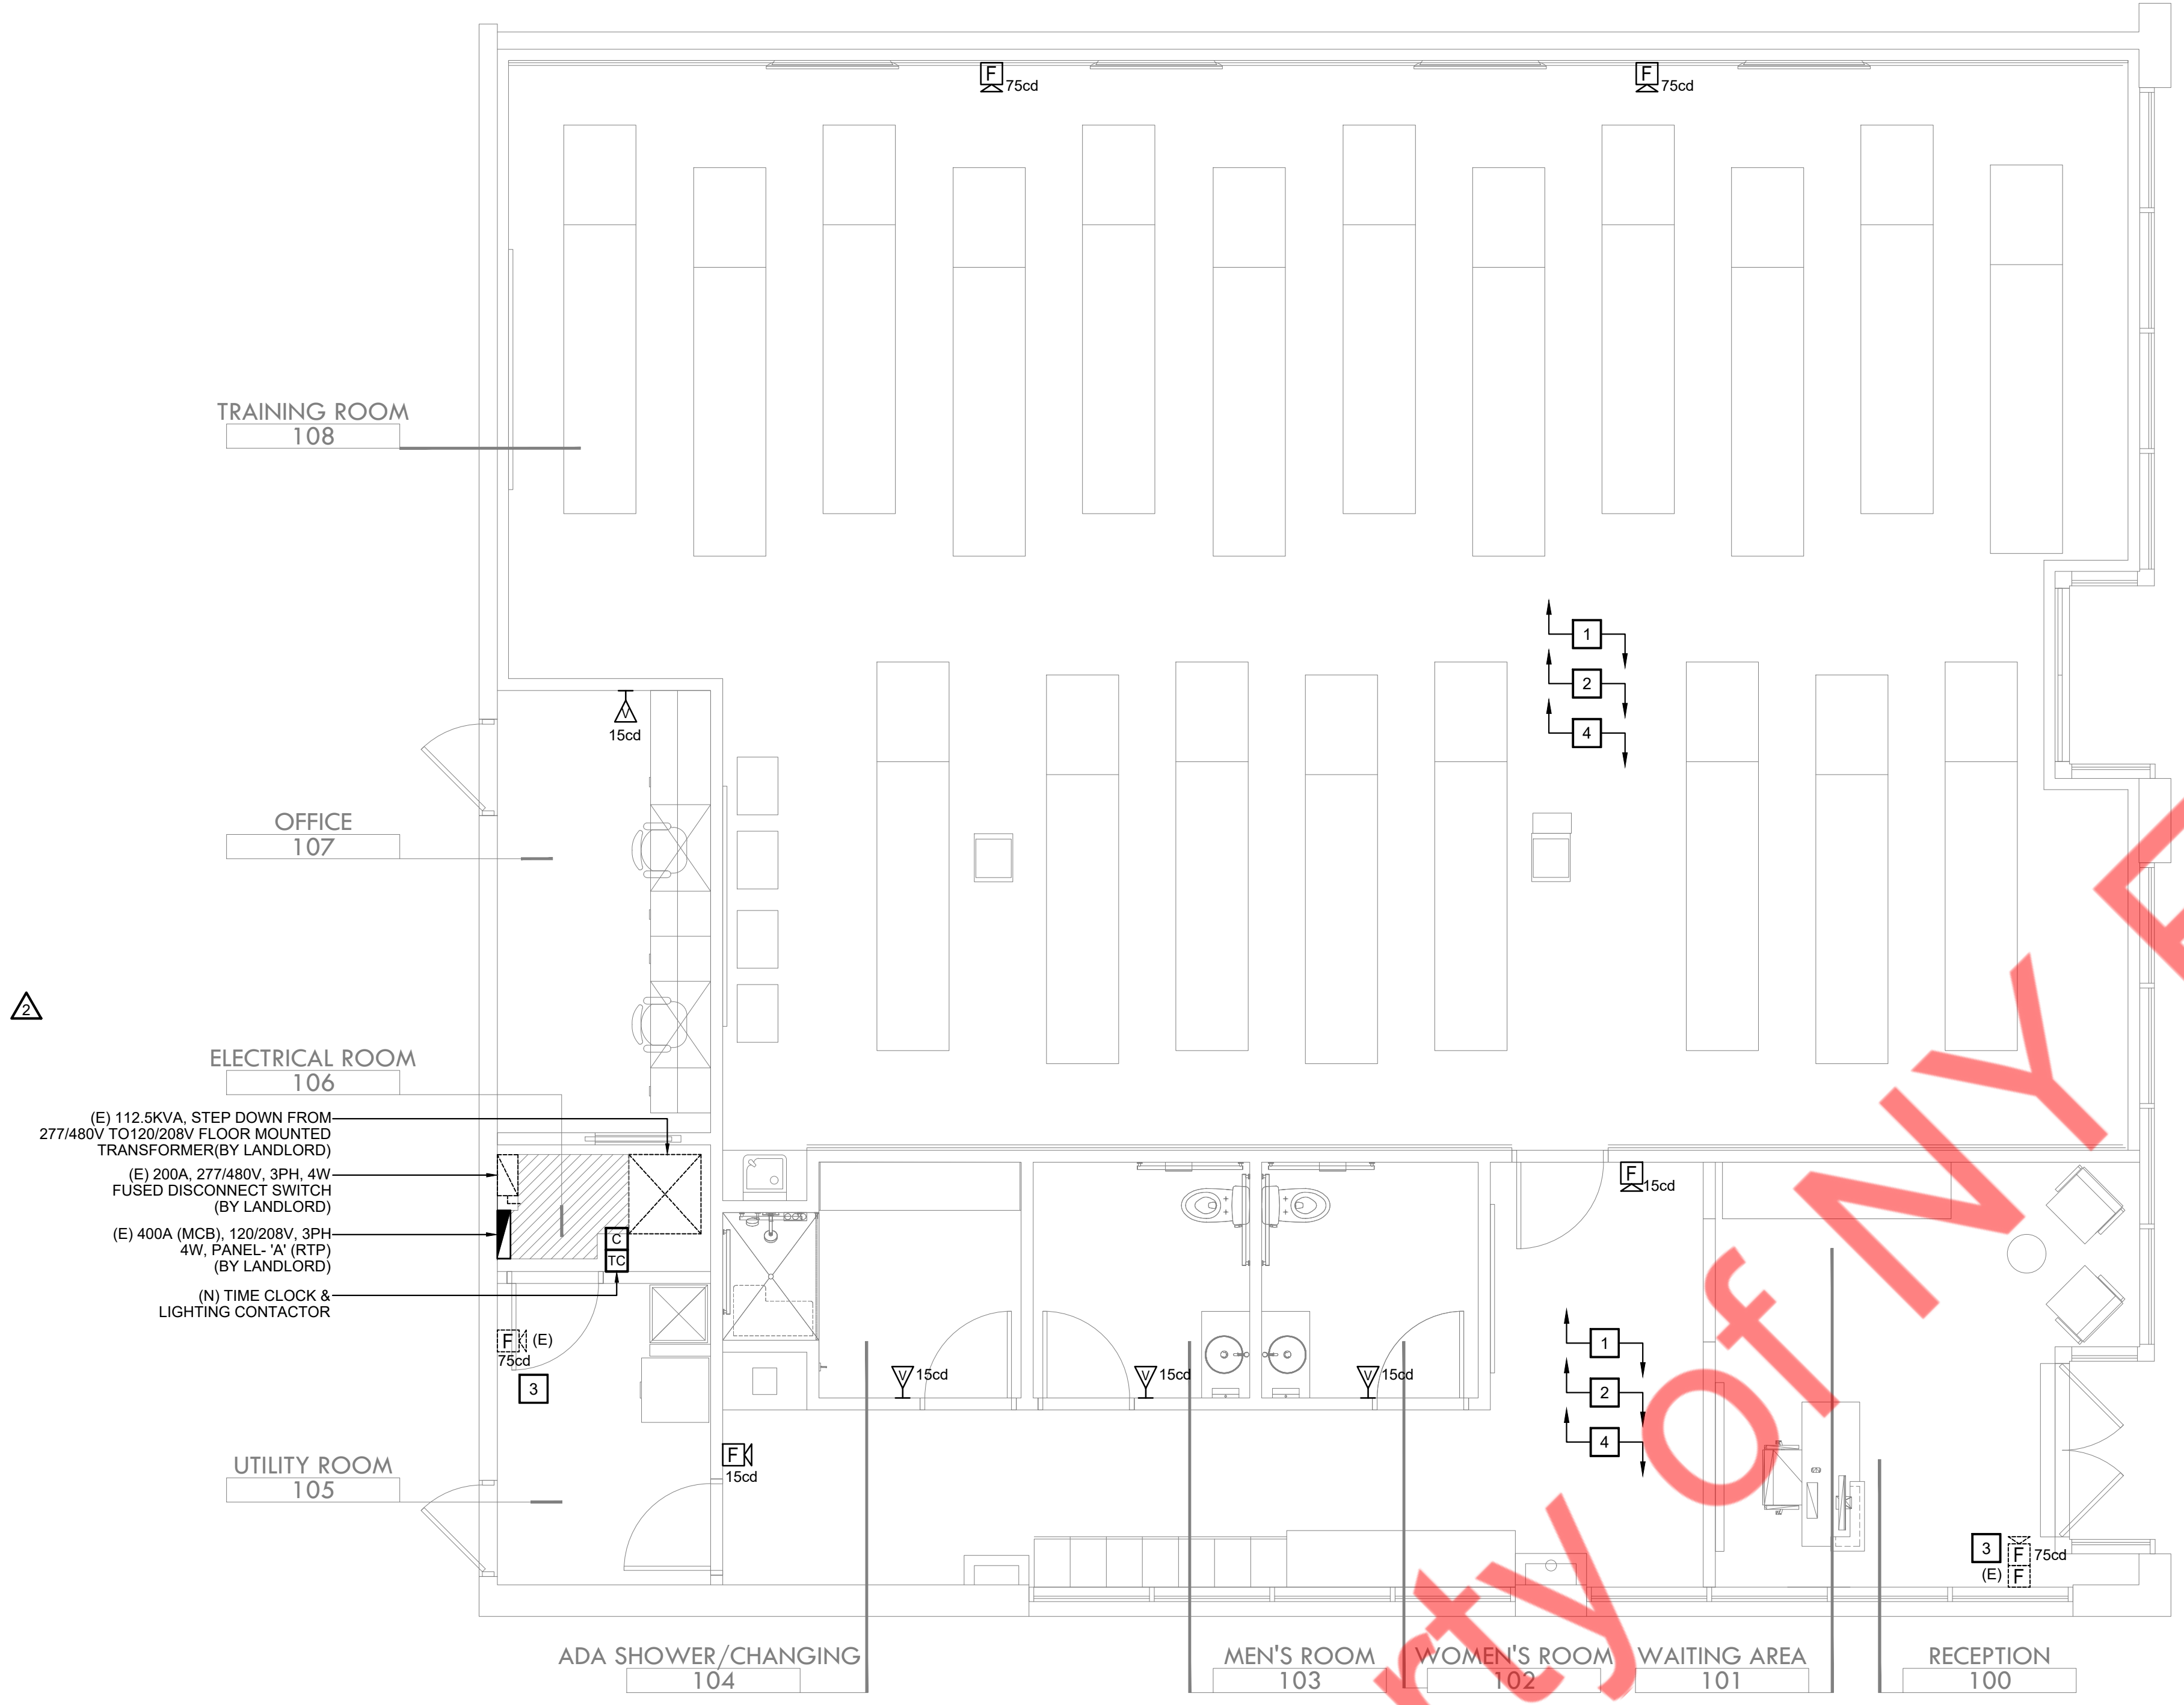 F
75cd
F
75cd
TRAINING ROOM
108
1
2
4
V
15cd
OFFICE
107
2
ELECTRICAL ROOM
106
(E) 112.5KVA, STEP DOWN FROM
277/480V TO120/208V FLOOR MOUNTED
TRANSFORMER(BY LANDLORD)
(E) 200A, 277/480V, 3PH, 4W
FUSED DISCONNECT SWITCH
(BY LANDLORD)
(E) 400A (MCB), 120/208V, 3PH
4W, PANEL- 'A' (RTP)
(BY LANDLORD)
(N) TIME CLOCK &
LIGHTING CONTACTOR
C
TC
F
15cd
F
(E)
75cd
3
V
15cd
V
15cd
V
15cd
1
2
4
F
15cd
UTILITY ROOM
105
3
F
75cd
(E)
F
ADA SHOWER/CHANGING
104
MEN'S ROOM
103
WOMEN'S ROOM
102
WAITING AREA
101
RECEPTION
100
rty of NY